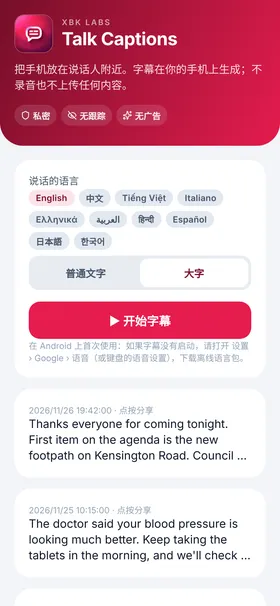 XBK LABS
Talk Captions
把手机放在说话人附近。字幕在你的手机上生成；不
录音也不上传任何内容。
私密
无跟踪
无广告
说话的语言
English
中文
Tiếng Việt
Italiano
Ελληνικά
العربية
हिन्दी
Español
日本語
한국어
普通文字
大字
▶ 开始字幕
在 Android 上首次使用：如果字幕没有启动，请打开 设置
› Google › 语音（或键盘的语音设置），下载离线语言包。
2026/11/26 19:42:00 · 点按分享
Thanks everyone for coming tonight.
First item on the agenda is the new
footpath on Kensington Road. Council ...
2026/11/25 10:15:00 · 点按分享
The doctor said your blood pressure is
looking much better. Keep taking the
tablets in the morning, and we'll check ...